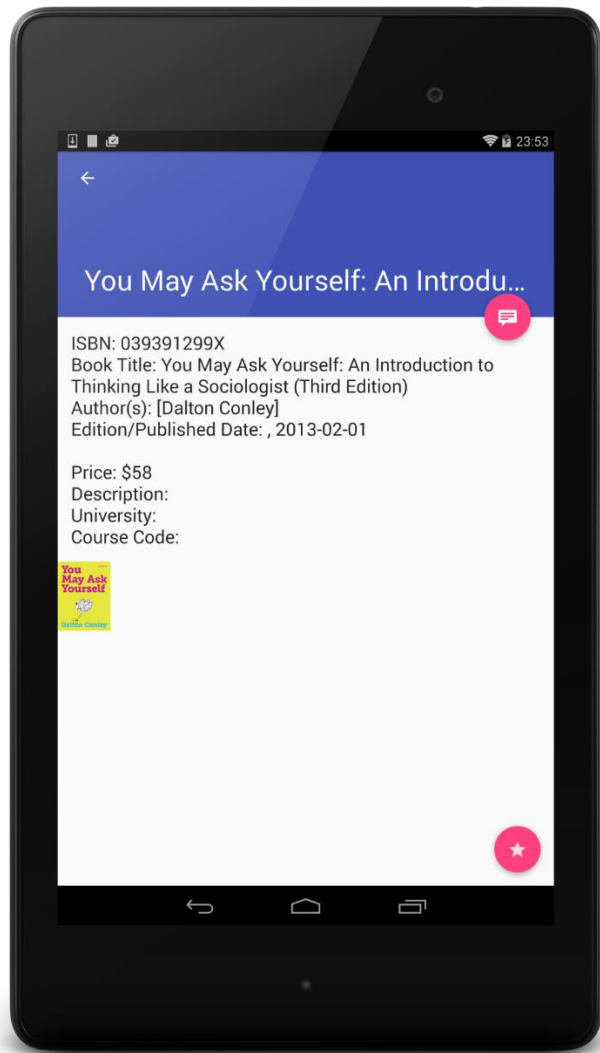 23:53
You May Ask Yourself: An Introdu...
ISBN: 039391299X
Book Title: You May Ask Yourself: An Introduction to
Thinking Like a Sociologist (Third Edition)
Author(s): [Dalton Conley]
Edition/Published Date: , 2013-02-01
Price: $58
Description:
University:
Course Code:
You
May Ask
Yourself
Dalton Conley